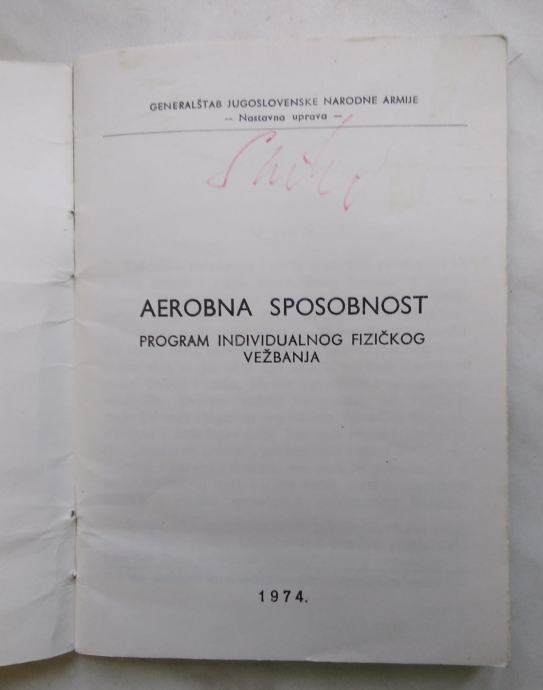 GENERALŠTAB JUGOSLOVENSKE NARODNE ARMIJE
— Nastavna uprava —
AEROBNA SPOSOBNOST
PROGRAM INDIVIDUALNOG FIZIČKOG
VEŽBANJA
1974.